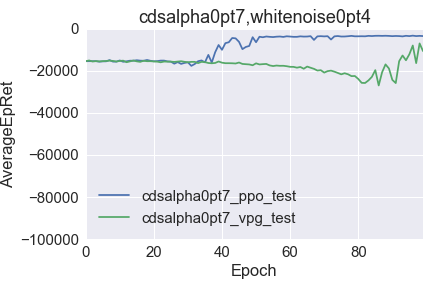 cdsalpha0pt7,whitenoise0pt4
AverageEpRet
0
−20000
−40000
−60000
−80000
−100000
cdsalpha0pt7_ppo_test
cdsalpha0pt7_vpg_test
0 20 40 60 80
Epoch